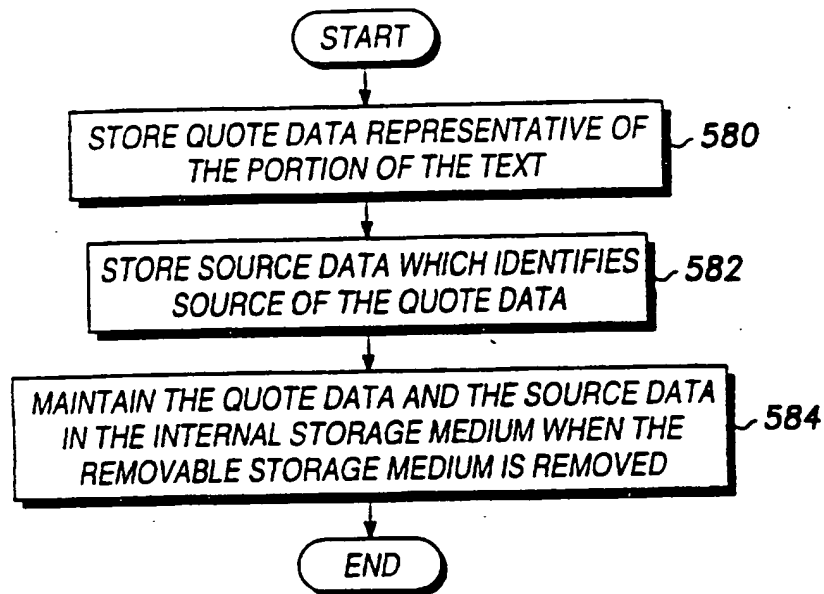 START
STORE QUOTE DATA REPRESENTATIVE OF
THE PORTION OF THE TEXT
580
STORE SOURCE DATA WHICH IDENTIFIES
SOURCE OF THE QUOTE DATA
582
MAINTAIN THE QUOTE DATA AND THE SOURCE DATA
IN THE INTERNAL STORAGE MEDIUM WHEN THE
REMOVABLE STORAGE MEDIUM IS REMOVED
584
END